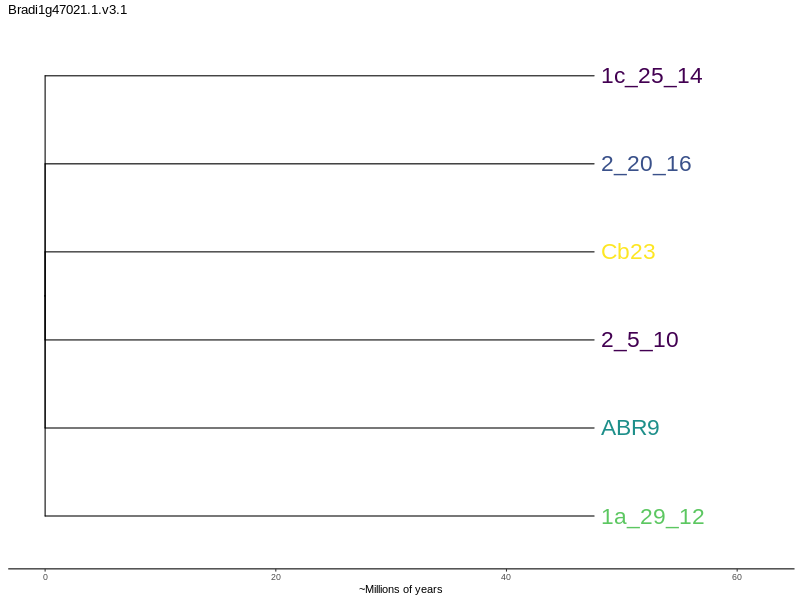 Bradi1g47021.1.v3.1
1c_25_14
2_20_16
Cb23
2_5_10
ABR9
1a_29_12
0 20 40 60
~Millions of years